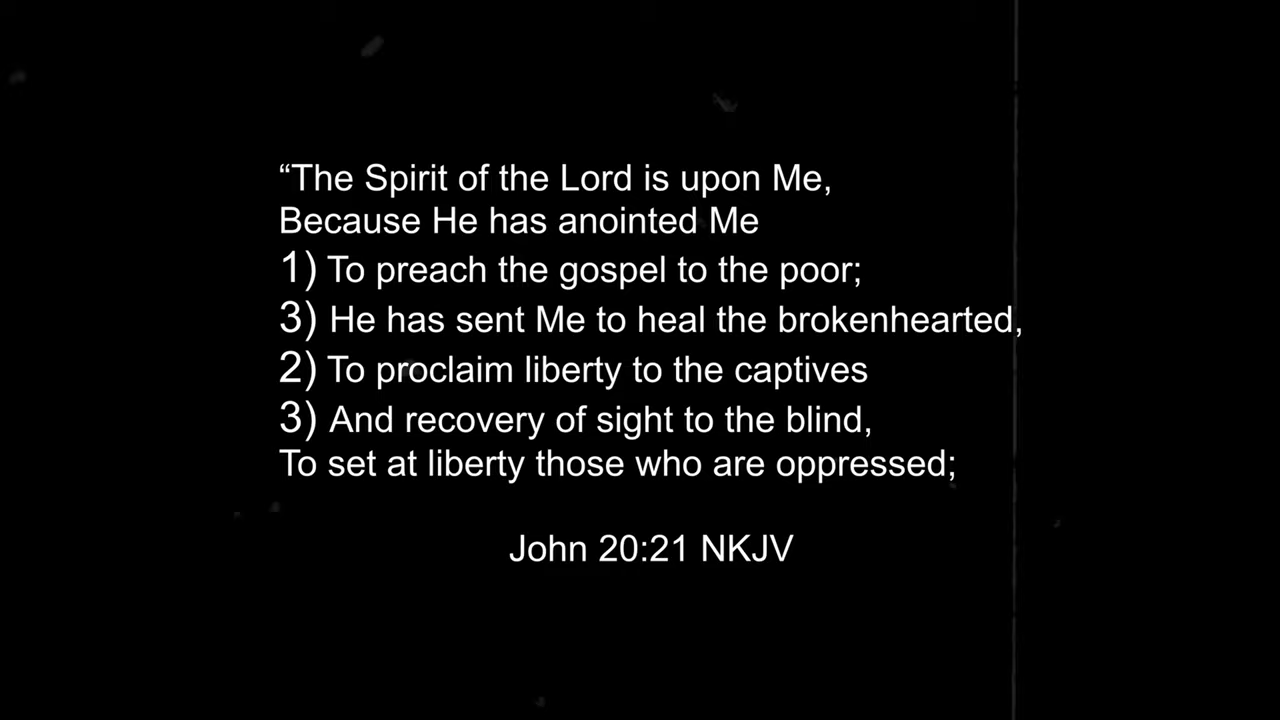 “The Spirit of the Lord is upon Me,
Because He has anointed Me
1) To preach the gospel to the poor;
3) He has sent Me to heal the brokenhearted,
2) To proclaim liberty to the captives
3) And recovery of sight to the blind,
To set at liberty those who are oppressed;
John 20:21 NKJV